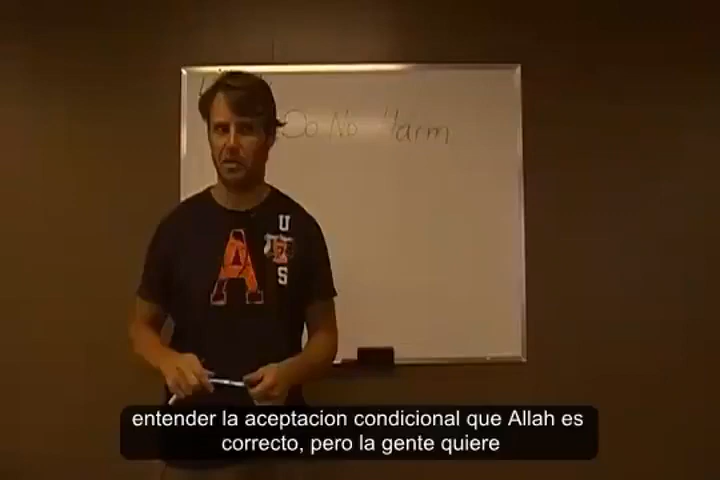 Do No Harm
A
U
S
entender la aceptacion condicional que Allah es
correcto, pero la gente quiere